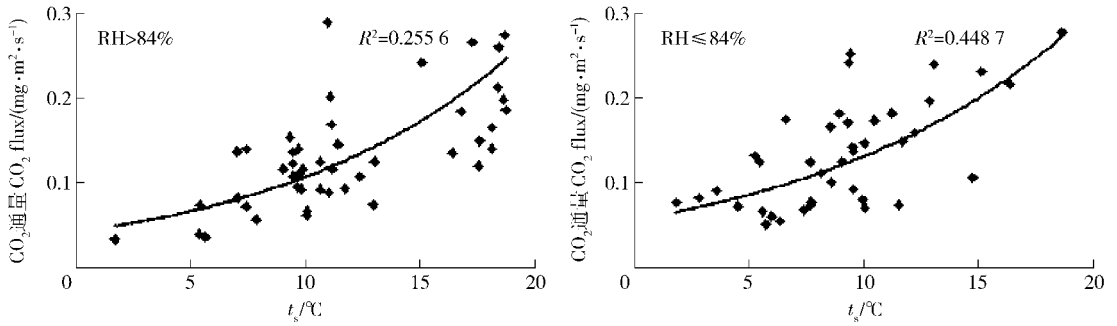 0.3
0.2
0.1
0
5
10
15
20
RH>84%
R²=0.255 6
CO₂通量 CO₂ flux/(mg·m²·s⁻¹)
tₛ/℃
0.3
0.2
0.1
0
5
10
15
20
RH≤84%
R²=0.448 7
CO₂通量 CO₂ flux/(mg·m²·s⁻¹)
tₛ/℃